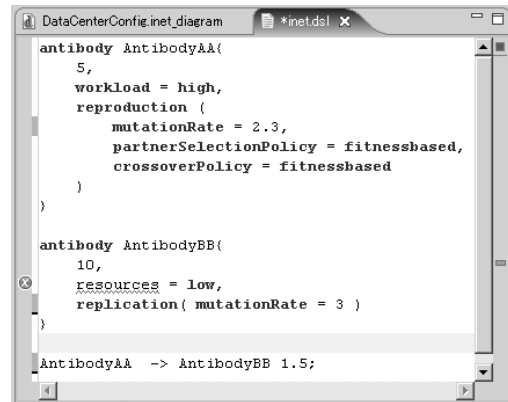 DataCenterConfig.inet_diagram *inet.dsl
antibody AntibodyAA{
5,
workload = high,
reproduction (
mutationRate = 2.3,
partnerSelectionPolicy = fitnessbased,
crossoverPolicy = fitnessbased
)
}
antibody AntibodyBB{
10,
resources = low,
replication( mutationRate = 3 )
}
AntibodyAA -> AntibodyBB 1.5;